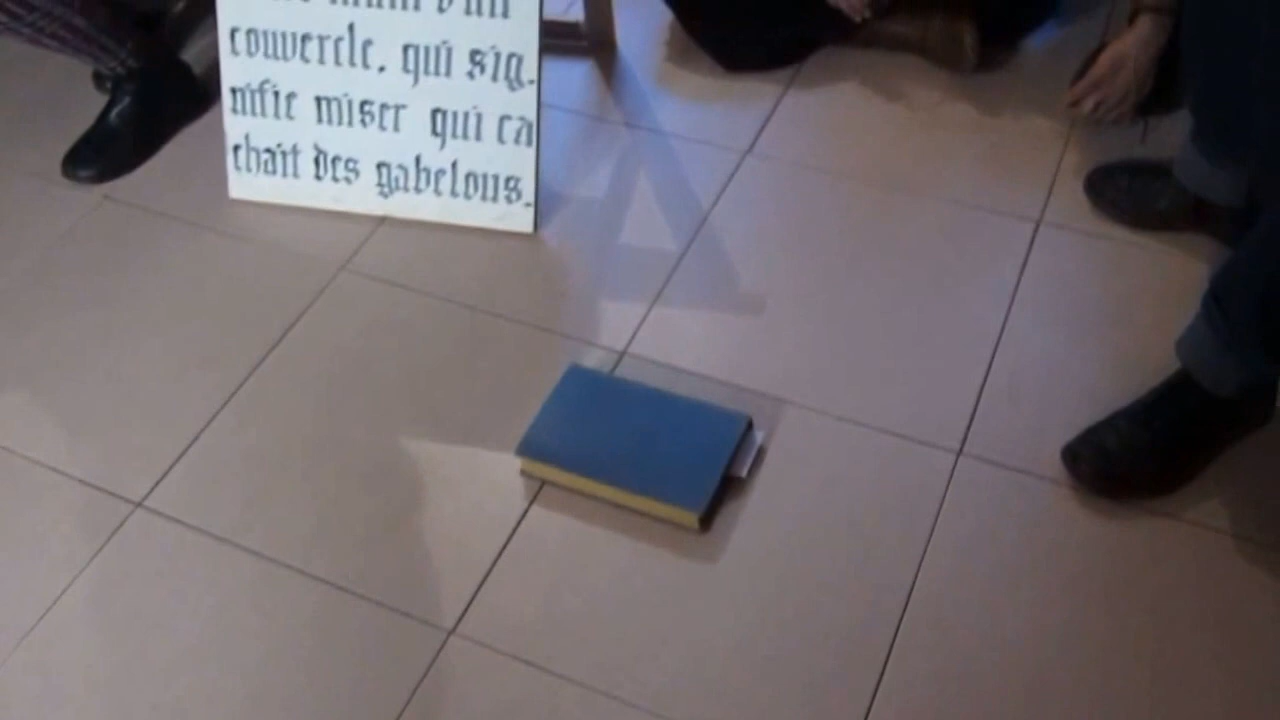 couvercle. qui sig.
nifie miser qui ca
chait des gabelous.